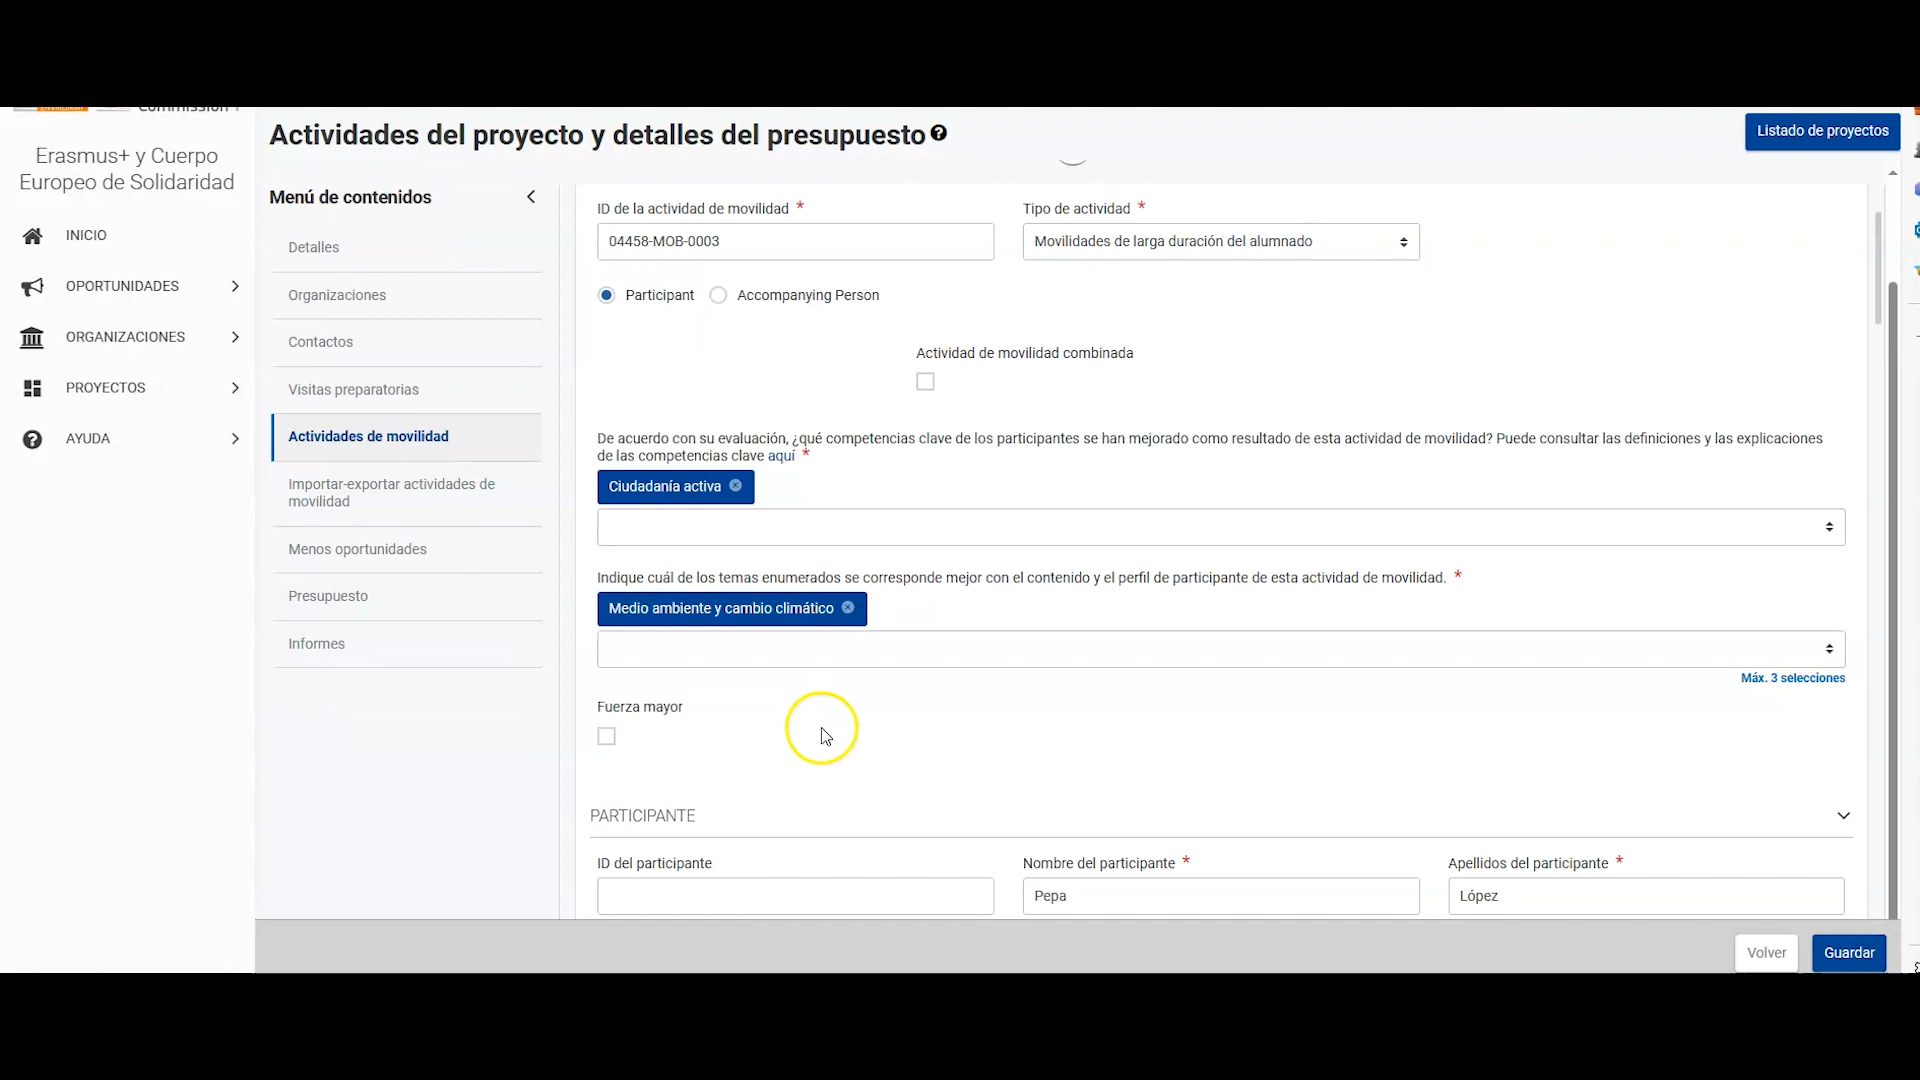 Commission
Actividades del proyecto y detalles del presupuesto
Listado de proyectos
Erasmus+ y Cuerpo
Europeo de Solidaridad
INICIO
OPORTUNIDADES
ORGANIZACIONES
PROYECTOS
AYUDA
Menú de contenidos
Detalles
Organizaciones
Contactos
Visitas preparatorias
Actividades de movilidad
Importar-exportar actividades de
movilidad
Menos oportunidades
Presupuesto
Informes
ID de la actividad de movilidad *
04458-MOB-0003
Tipo de actividad *
Movilidades de larga duración del alumnado
Participant
Accompanying Person
Actividad de movilidad combinada
De acuerdo con su evaluación, ¿qué competencias clave de los participantes se han mejorado como resultado de esta actividad de movilidad? Puede consultar las definiciones y las explicaciones
de las competencias clave aquí *
Ciudadanía activa
Indique cuál de los temas enumerados se corresponde mejor con el contenido y el perfil de participante de esta actividad de movilidad. *
Medio ambiente y cambio climático
Máx. 3 selecciones
Fuerza mayor
PARTICIPANTE
ID del participante
Nombre del participante *
Pepa
Apellidos del participante *
López
Volver
Guardar